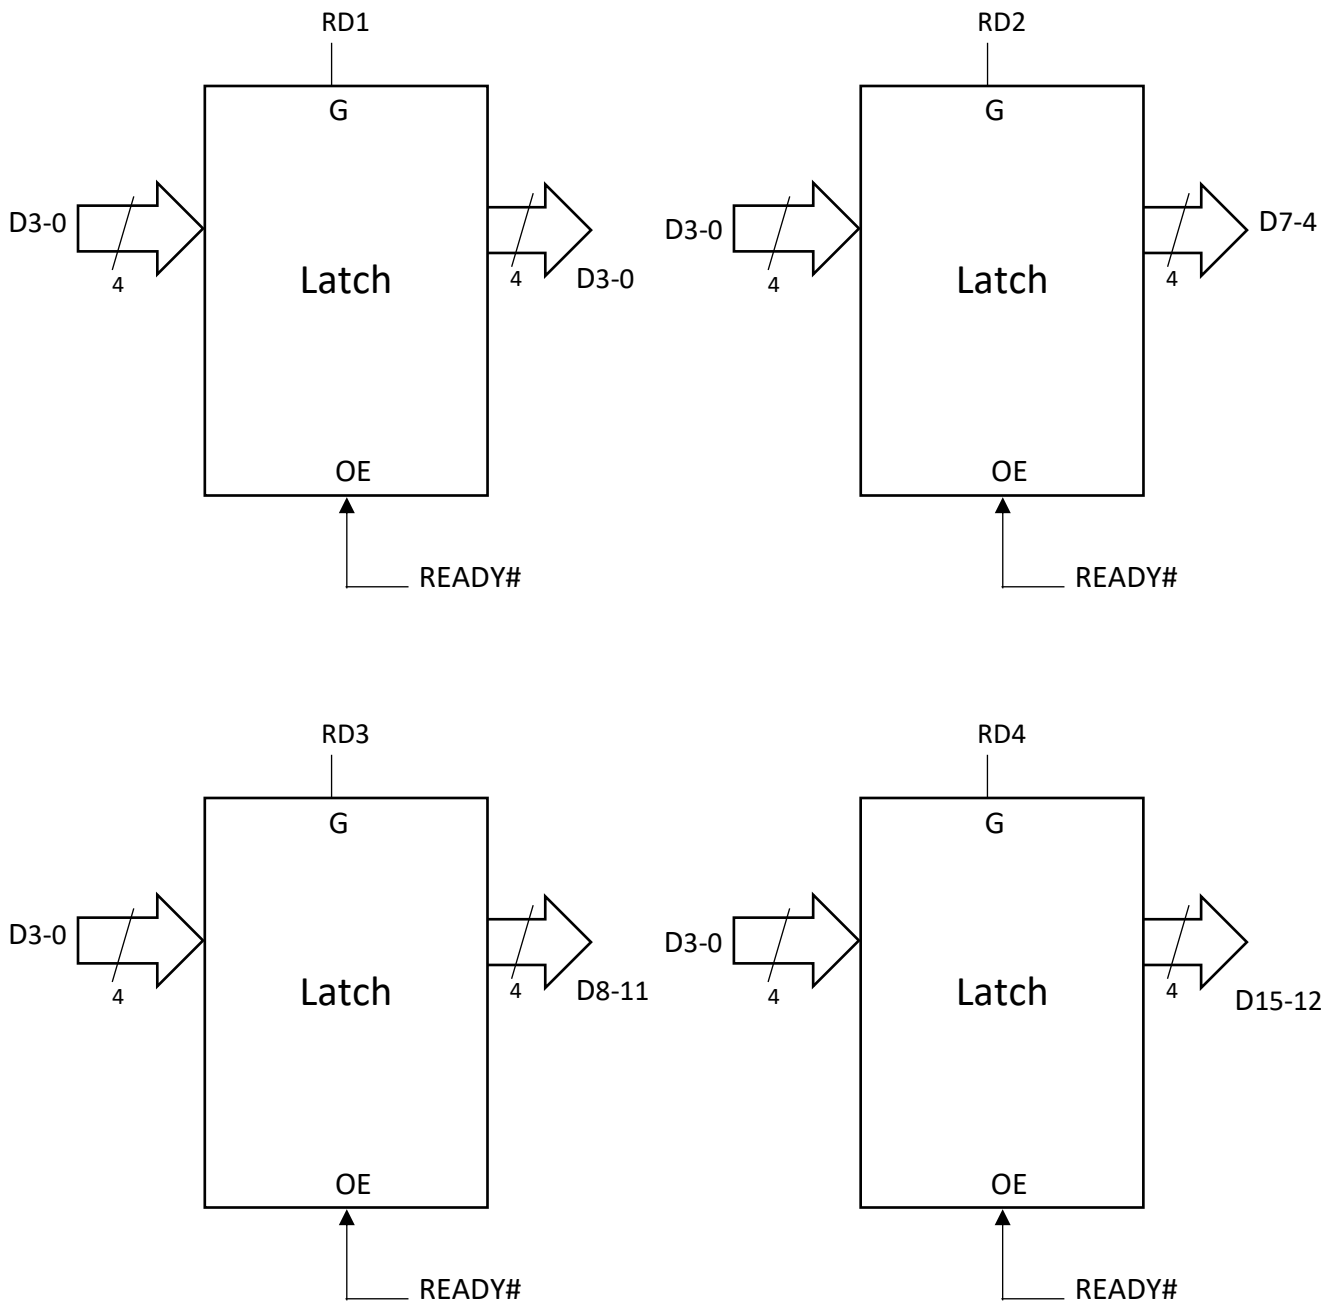 RD1
RD2
G
G
D3-0
4
Latch
4
D3-0
D3-0
4
Latch
4
D7-4
OE
OE
READY#
READY#
RD3
RD4
G
G
D3-0
4
Latch
4
D8-11
D3-0
4
Latch
4
D15-12
OE
OE
READY#
READY#